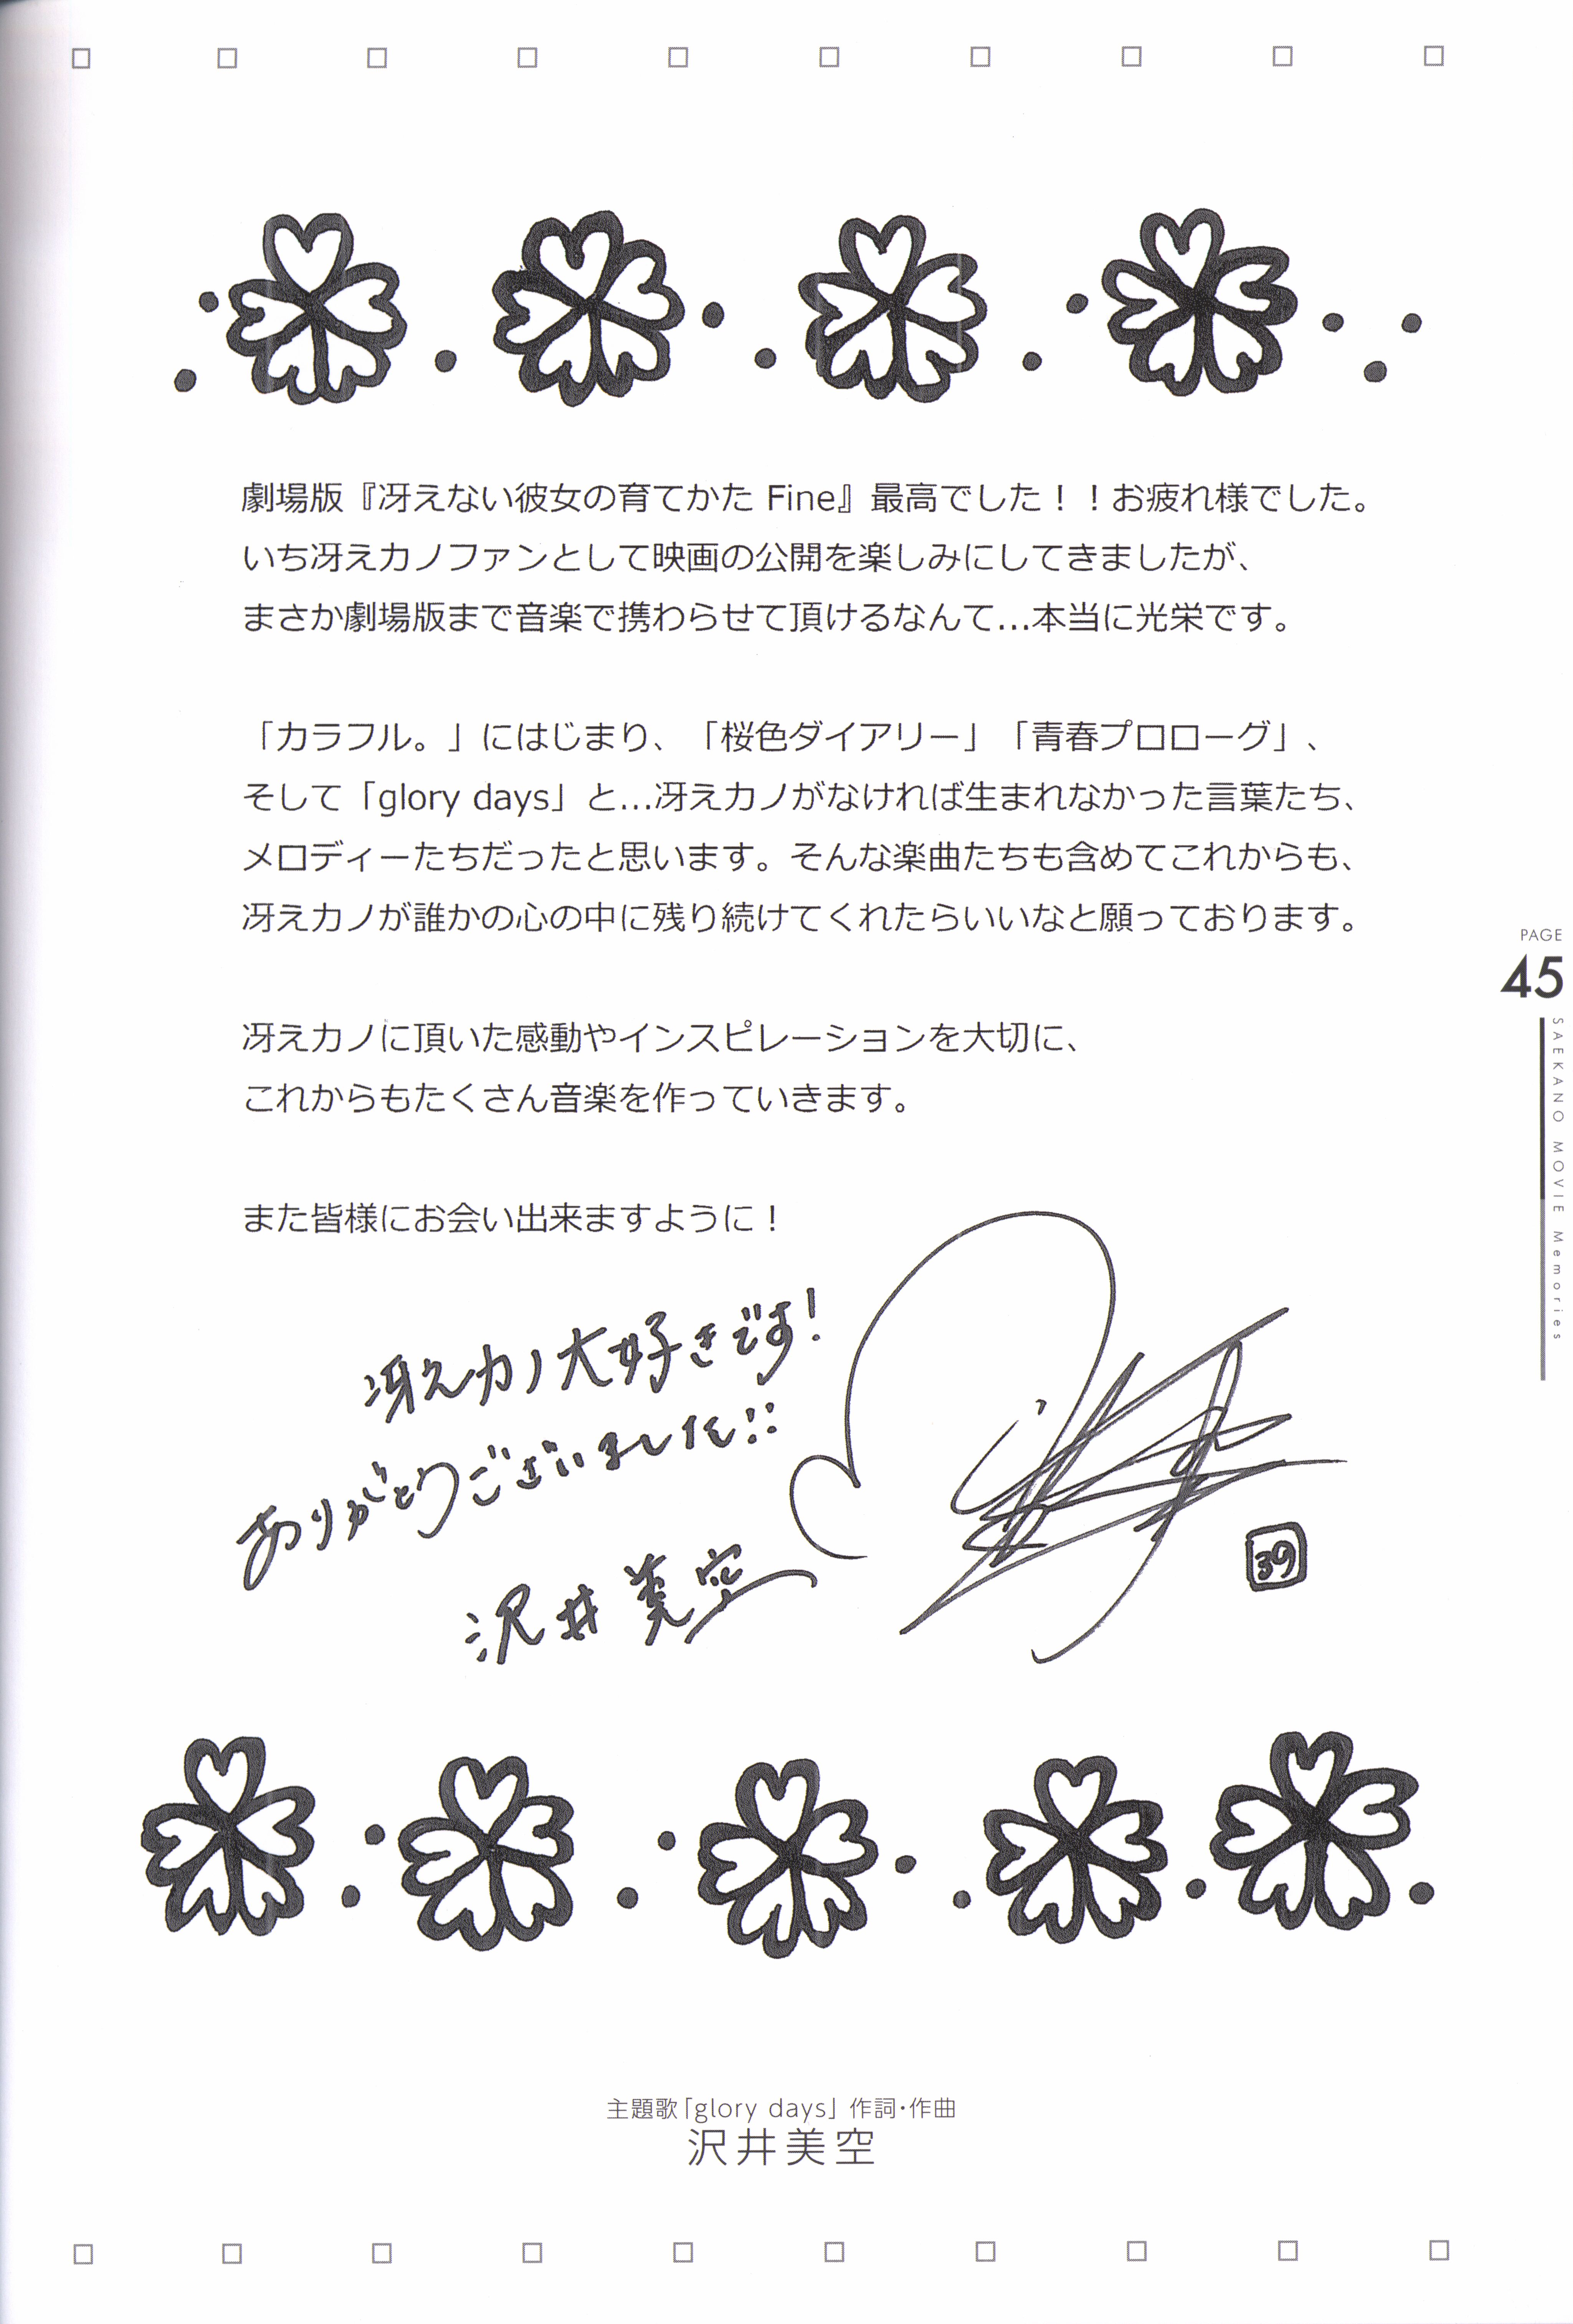 劇場版『冴えない彼女の育てかた Fine』最高でした！！お疲れ様でした。
いち冴えカノファンとして映画の公開を楽しみにしてきましたが、
まさか劇場版まで音楽で携わらせて頂けるなんて…本当に光栄です。
「カラフル。」にはじまり、「桜色ダイアリー」「青春プロローグ」、
そして「glory days」と…冴えカノがなければ生まれなかった言葉たち、
メロディーたちだったと思います。そんな楽曲たちも含めてこれからも、
冴えカノが誰かの心の中に残り続けてくれたらいいなと願っております。
冴えカノに頂いた感動やインスピレーションを大切に、
これからもたくさん音楽を作っていきます。
また皆様にお会い出来ますように！
冴えカノ大好きです！
ありがとうございました!!
沢井美空
39
主題歌「glory days」作詞・作曲
沢井美空
PAGE
45
SAEKANO MOVIE Memories